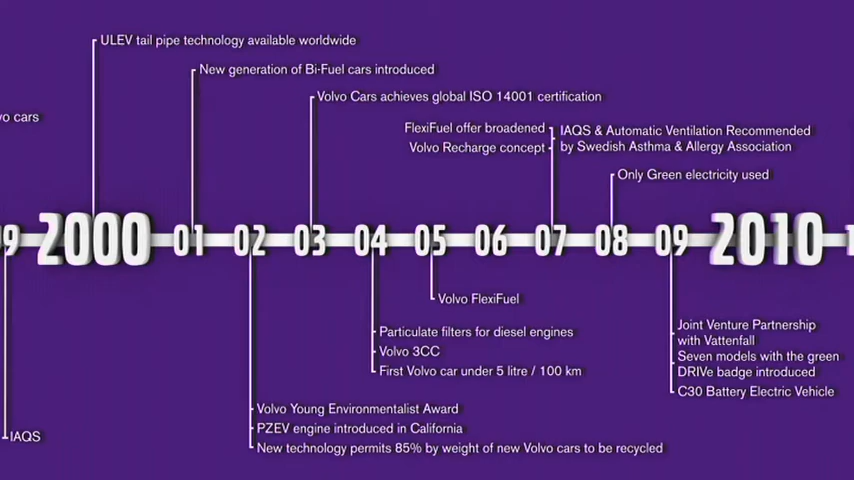 ULEV tail pipe technology available worldwide
New generation of Bi-Fuel cars introduced
Volvo Cars achieves global ISO 14001 certification
cars
FlexiFuel offer broadened
Volvo Recharge concept
IAQS & Automatic Ventilation Recommended
by Swedish Asthma & Allergy Association
Only Green electricity used
2000 01 02 03 04 05 06 07 08 09 2010
Volvo FlexiFuel
Particulate filters for diesel engines
Volvo 3CC
First Volvo car under 5 litre / 100 km
Joint Venture Partnership
with Vattenfall
Seven models with the green
DRIVe badge introduced
C30 Battery Electric Vehicle
Volvo Young Environmentalist Award
PZEV engine introduced in California
New technology permits 85% by weight of new Volvo cars to be recycled
IAQS